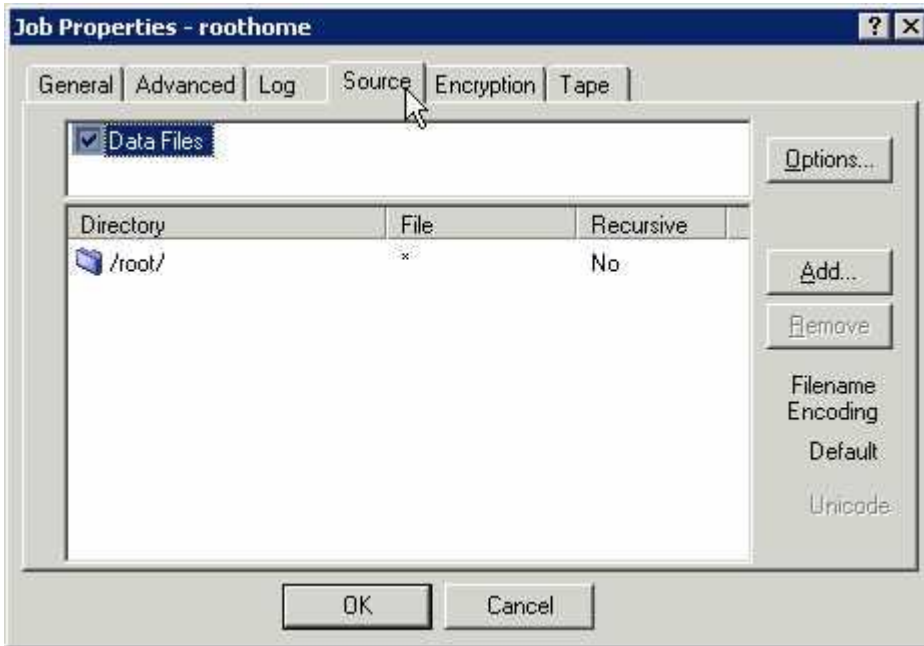 Job Properties - roothome
General Advanced Log Source Encryption Tape
Data Files
Options...
Directory File Recursive
/root/ * No
Add...
Remove
Filename
Encoding
Default
Unicode
OK Cancel